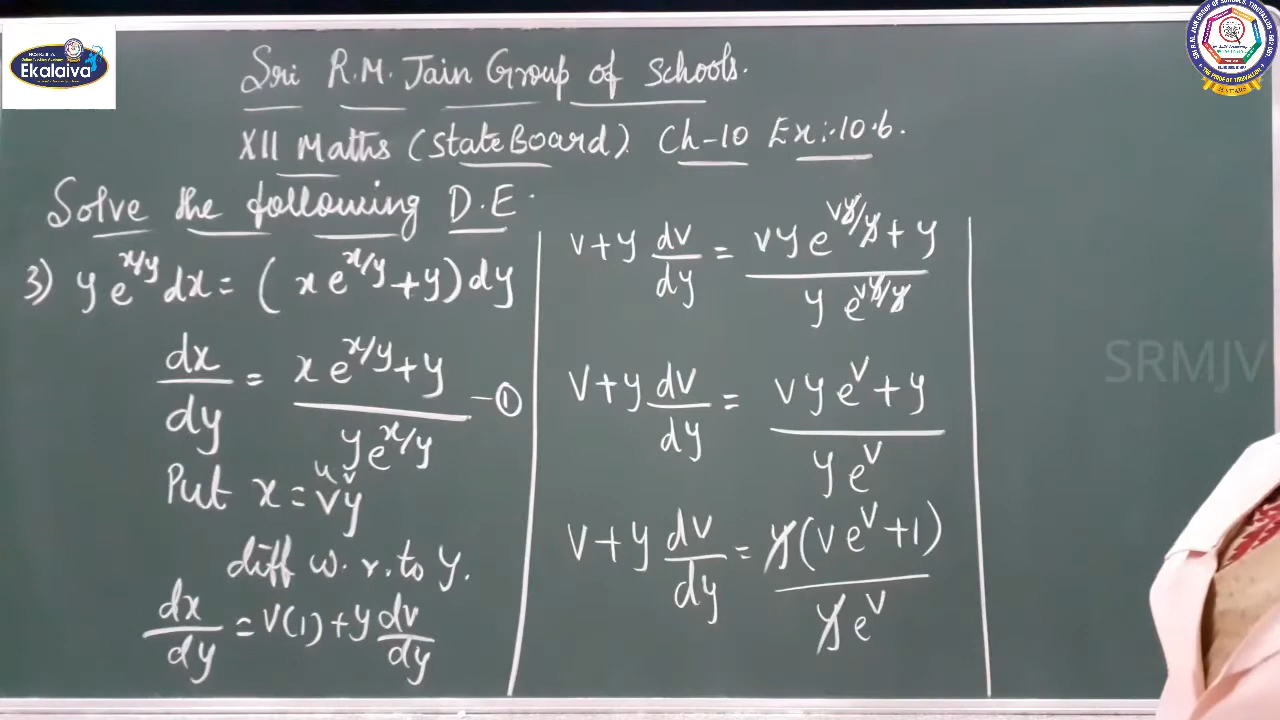 Sri R.M. Jain Group of Schools.
XII Maths (State Board) Ch-10 Ex:-10.6.
Solve the following D.E.
3) y e^{x/y} dx = (x e^{x/y} + y) dy
dx/dy = (x e^{x/y} + y)/(y e^{x/y}) —①
Put x = vy
u v
diff w.r.to y.
dx/dy = v(1) + y dv/dy
v + y dv/dy = (vy e^{vy/y} + y)/(y e^{vy/y})
v + y dv/dy = (vy e^v + y)/(y e^v)
v + y dv/dy = y(v e^v + 1)/(y e^v)
Ekalaiva
SRMJV